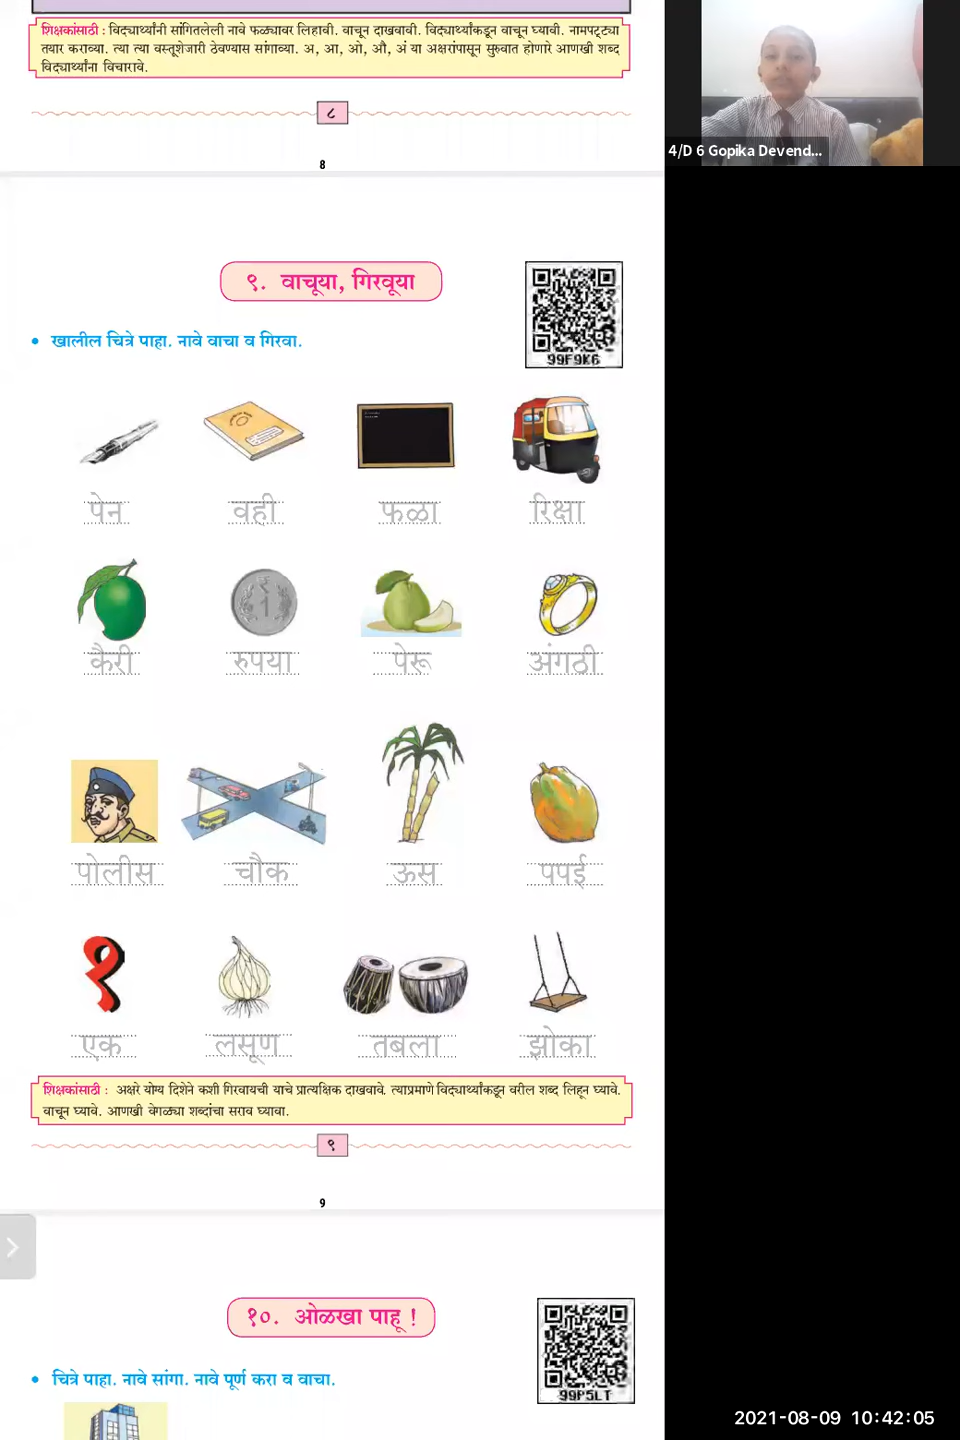 शिक्षकांसाठी : विद्यार्थ्यांनी सांगितलेली नावे फळ्यावर लिहावी. वाचून दाखवावी. विद्यार्थ्यांकडून वाचून घ्यावी. नामपट्ट्या
तयार कराव्या. त्या त्या वस्तूशेजारी ठेवण्यास सांगाव्या. अ, आ, ओ, औ, अं या अक्षरांपासून सुरुवात होणारे आणखी शब्द
विद्यार्थ्यांना विचारावे.
८
8
4/D 6 Gopika Devend...
९. वाचूया, गिरवूया
99F9K6
• खालील चित्रे पाहा. नावे वाचा व गिरवा.
पेन वही फळा रिक्षा
१
1
कैरी रुपया पेरू अंगठी
पोलीस चौक ऊस पपई
१
एक लसूण तबला झोका
शिक्षकांसाठी : अक्षरे योग्य दिशेने कशी गिरवायची याचे प्रात्यक्षिक दाखवावे. त्याप्रमाणे विद्यार्थ्यांकडून वरील शब्द लिहून घ्यावे.
वाचून घ्यावे. आणखी वेगळ्या शब्दांचा सराव घ्यावा.
९
9
१०. ओळखा पाहू !
99P5LT
• चित्रे पाहा. नावे सांगा. नावे पूर्ण करा व वाचा.
2021-08-09 10:42:05